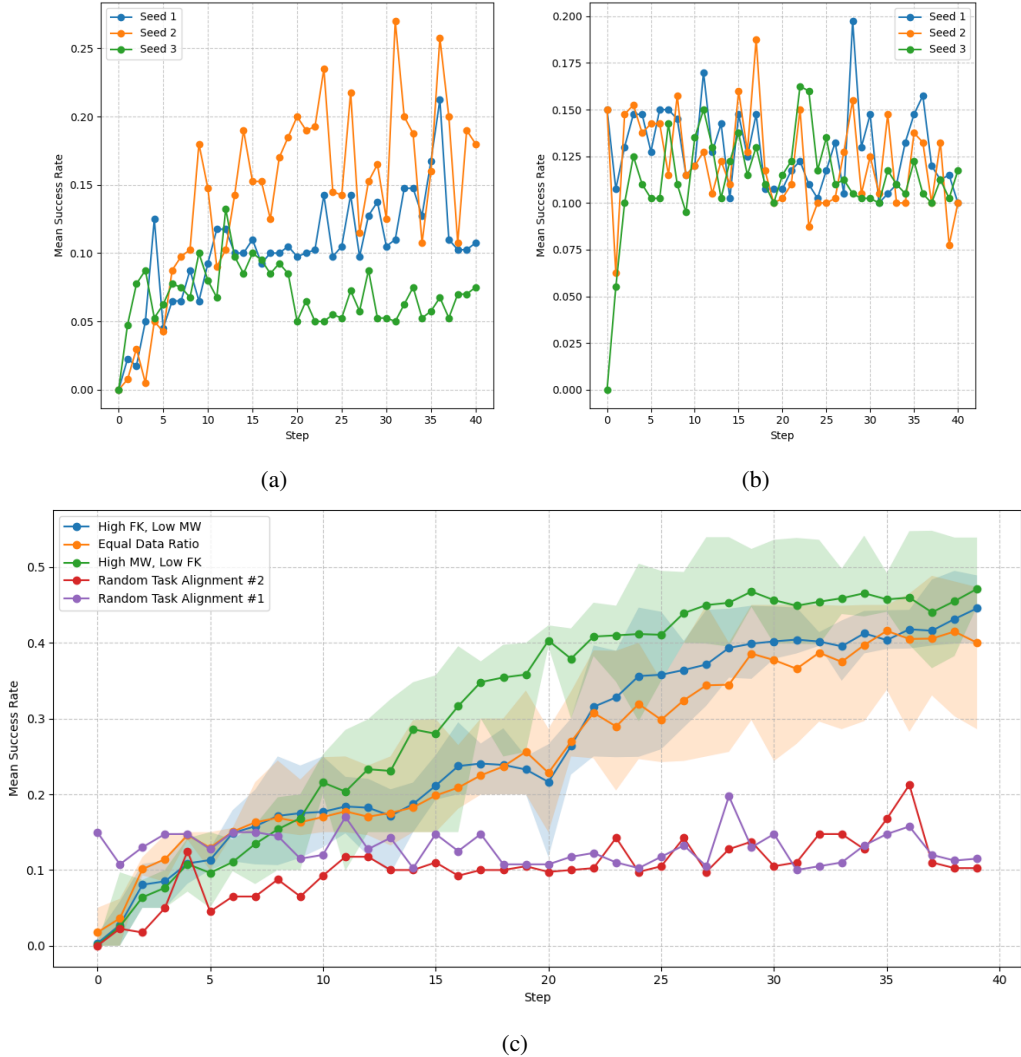 Seed 1
Seed 2
Seed 3
0.25
0.20
0.15
0.10
0.05
0.00
Mean Success Rate
0 5 10 15 20 25 30 35 40
Step
(a)
Seed 1
Seed 2
Seed 3
0.200
0.175
0.150
0.125
0.100
0.075
0.050
0.025
0.000
Mean Success Rate
0 5 10 15 20 25 30 35 40
Step
(b)
High FK, Low MW
Equal Data Ratio
High MW, Low FK
Random Task Alignment #2
Random Task Alignment #1
0.5
0.4
0.3
0.2
0.1
0.0
Mean Success Rate
0 5 10 15 20 25 30 35 40
Step
(c)